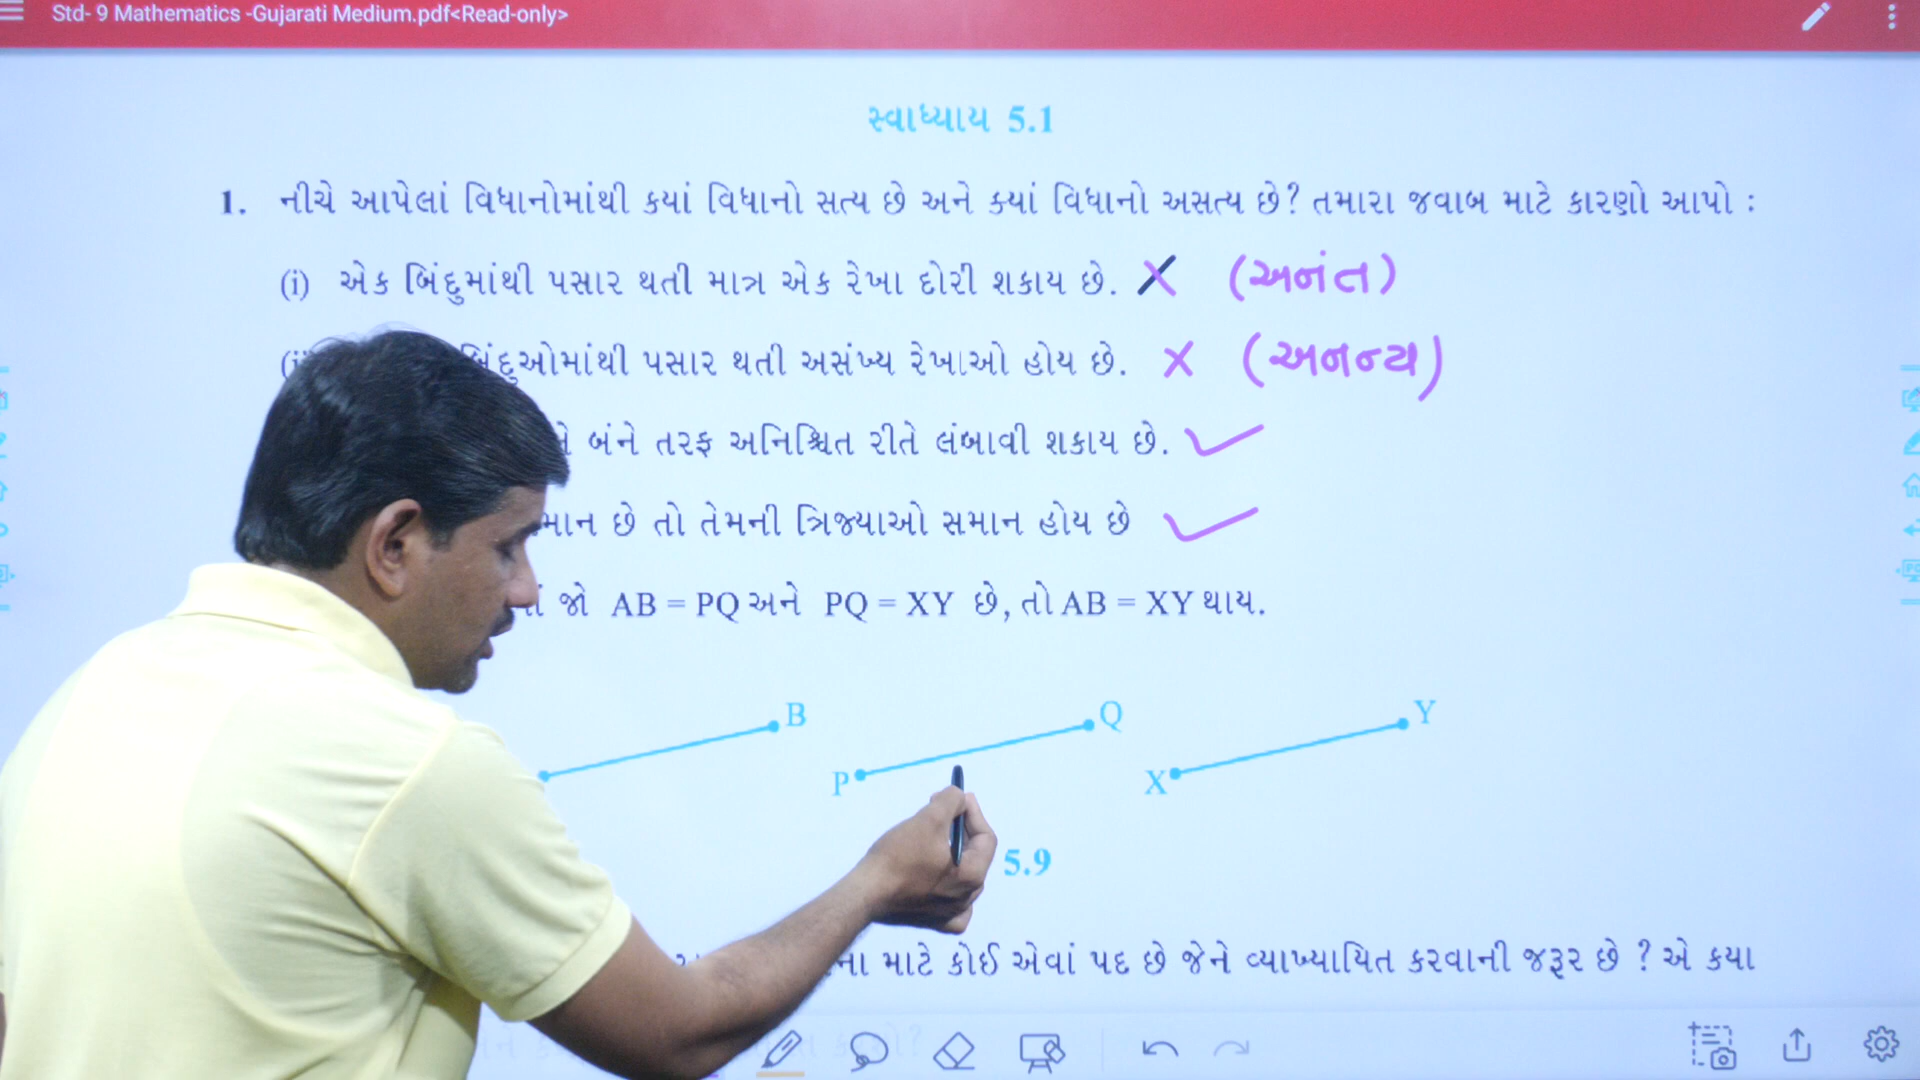 Std- 9 Mathematics -Gujarati Medium.pdf<Read-only>
સ્વાધ્યાય 5.1
1. નીચે આપેલાં વિધાનોમાંથી કયાં વિધાનો સત્ય છે અને કયાં વિધાનો અસત્ય છે? તમારા જવાબ માટે કારણો આપો :
(i) એક બિંદુમાંથી પસાર થતી માત્ર એક રેખા દોરી શકાય છે. X (અનંત)
બિંદુઓમાંથી પસાર થતી અસંખ્ય રેખાઓ હોય છે. X (અનન્ય)
બંને તરફ અનિશ્ચિત રીતે લંબાવી શકાય છે. ✓
છે તો તેમની ત્રિજ્યાઓ સમાન હોય છે ✓
જો AB = PQ અને PQ = XY છે, તો AB = XY થાય.
B
P Q
X Y
5.9
માટે કોઈ એવાં પદ છે જેને વ્યાખ્યાયિત કરવાની જરૂર છે ? એ કયા